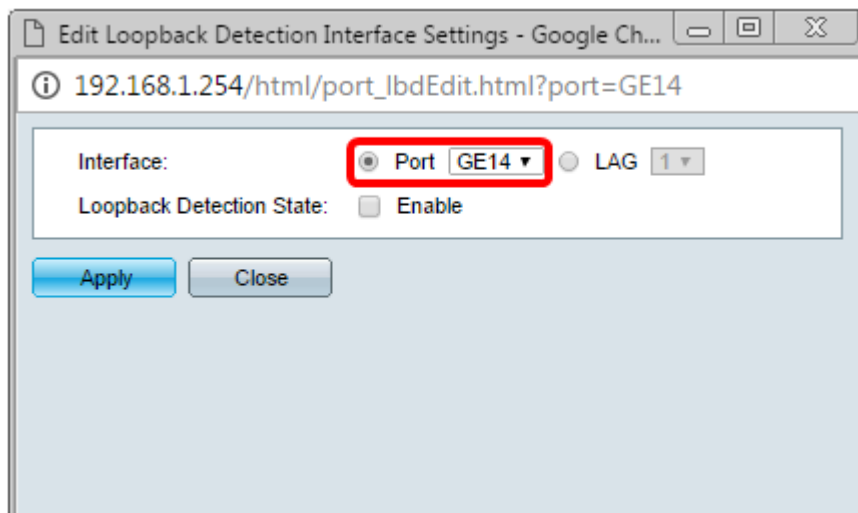 Edit Loopback Detection Interface Settings - Google Ch...
192.168.1.254/html/port_lbdEdit.html?port=GE14
Interface: Port GE14 LAG 1
Loopback Detection State: Enable
Apply Close